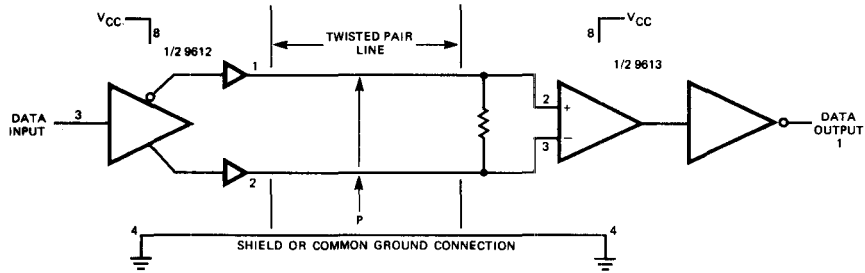 VCC
8
1/2 9612
TWISTED PAIR
LINE
VCC
8
1/2 9613
1
2
+
DATA
INPUT
3
DATA
OUTPUT
1
−
3
2
P
4
SHIELD OR COMMON GROUND CONNECTION
4